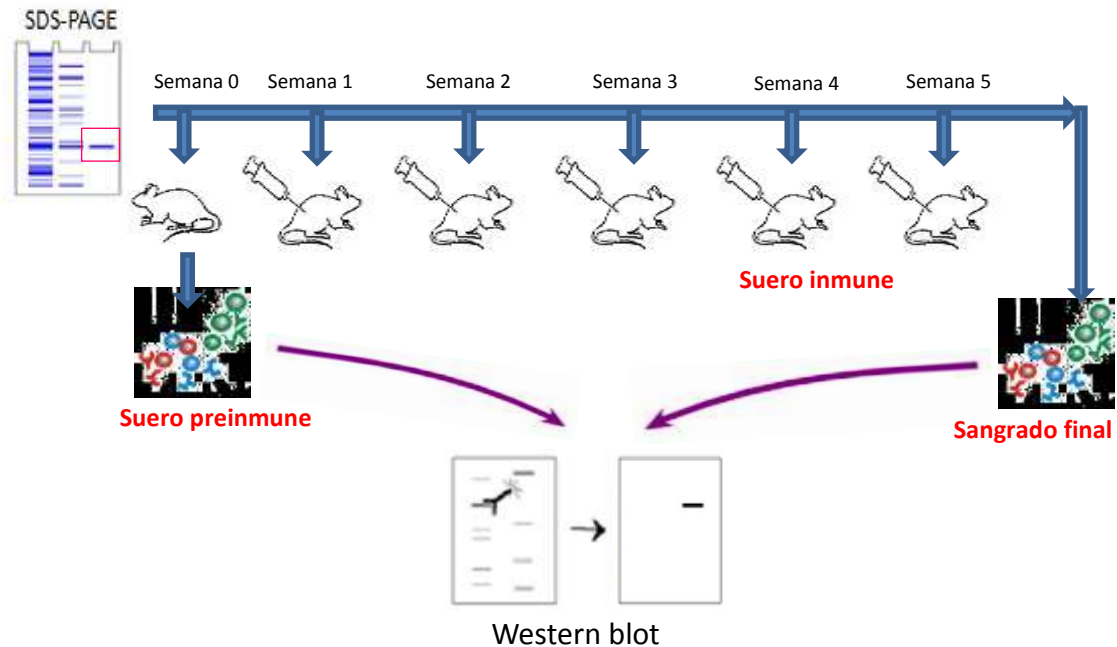 SDS-PAGE
Semana 0
Semana 1
Semana 2
Semana 3
Semana 4
Semana 5
Suero inmune
Suero preinmune
Sangrado final
Western blot